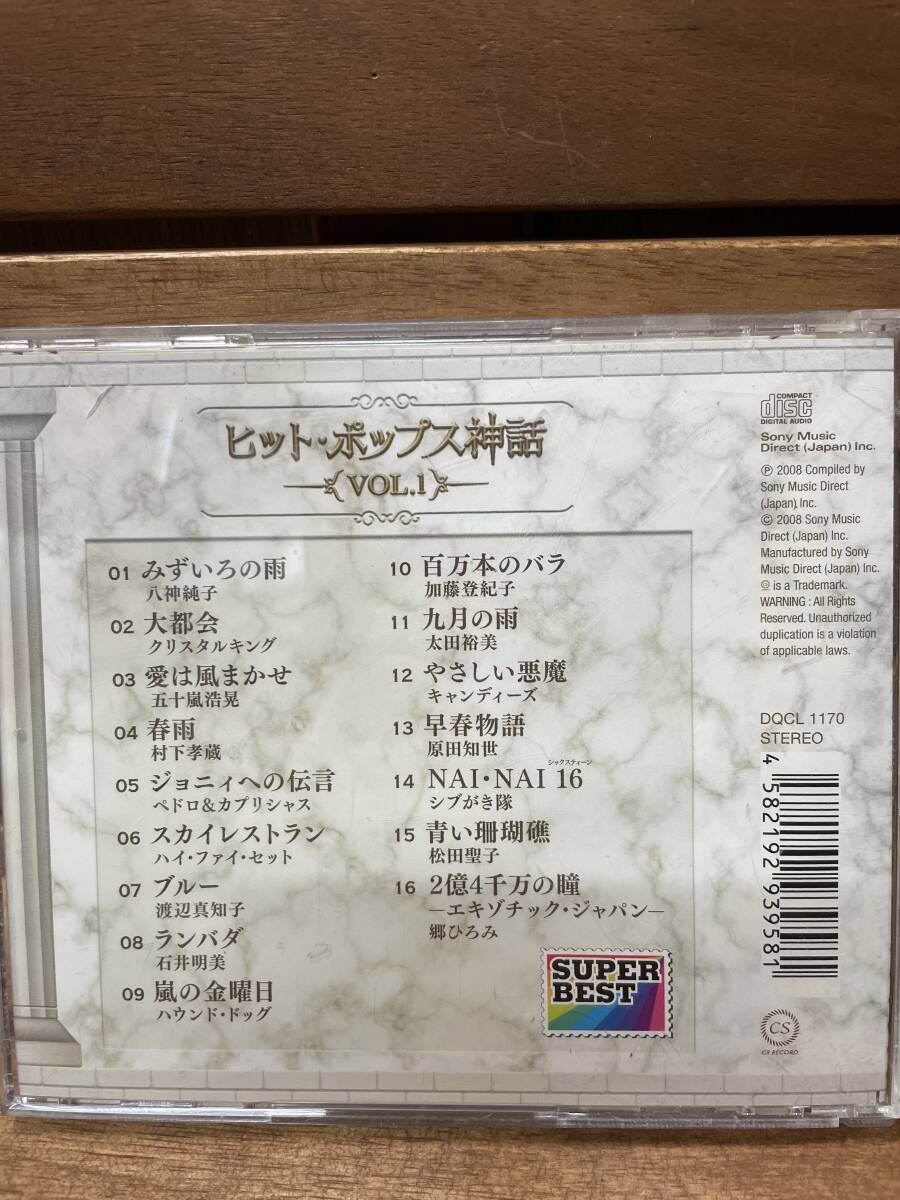 ヒット・ポップス神話
VOL.1
01 みずいろの雨
八神純子
02 大都会
クリスタルキング
03 愛は風まかせ
五十嵐浩晃
04 春雨
村下孝蔵
05 ジョニィへの伝言
ペドロ&カプリシャス
06 スカイレストラン
ハイ・ファイ・セット
07 ブルー
渡辺真知子
08 ランバダ
石井明美
09 嵐の金曜日
ハウンド・ドッグ
10 百万本のバラ
加藤登紀子
11 九月の雨
太田裕美
12 やさしい悪魔
キャンディーズ
13 早春物語
原田知世
シックスティーン
14 NAI・NAI 16
シブがき隊
15 青い珊瑚礁
松田聖子
16 2億4千万の瞳
―エキゾチック・ジャパン―
郷ひろみ
SUPER
BEST
COMPACT
disc
DIGITAL AUDIO
Sony Music
Direct (Japan) Inc.
℗ 2008 Compiled by
Sony Music Direct
(Japan) Inc.
© 2008 Sony Music
Direct (Japan) Inc.
Manufactured by Sony
Music Direct (Japan) Inc.
is a Trademark.
WARNING : All Rights
Reserved. Unauthorized
duplication is a violation
of applicable laws.
DQCL 1170
STEREO
4 582192 939581
CS
CS RECORD